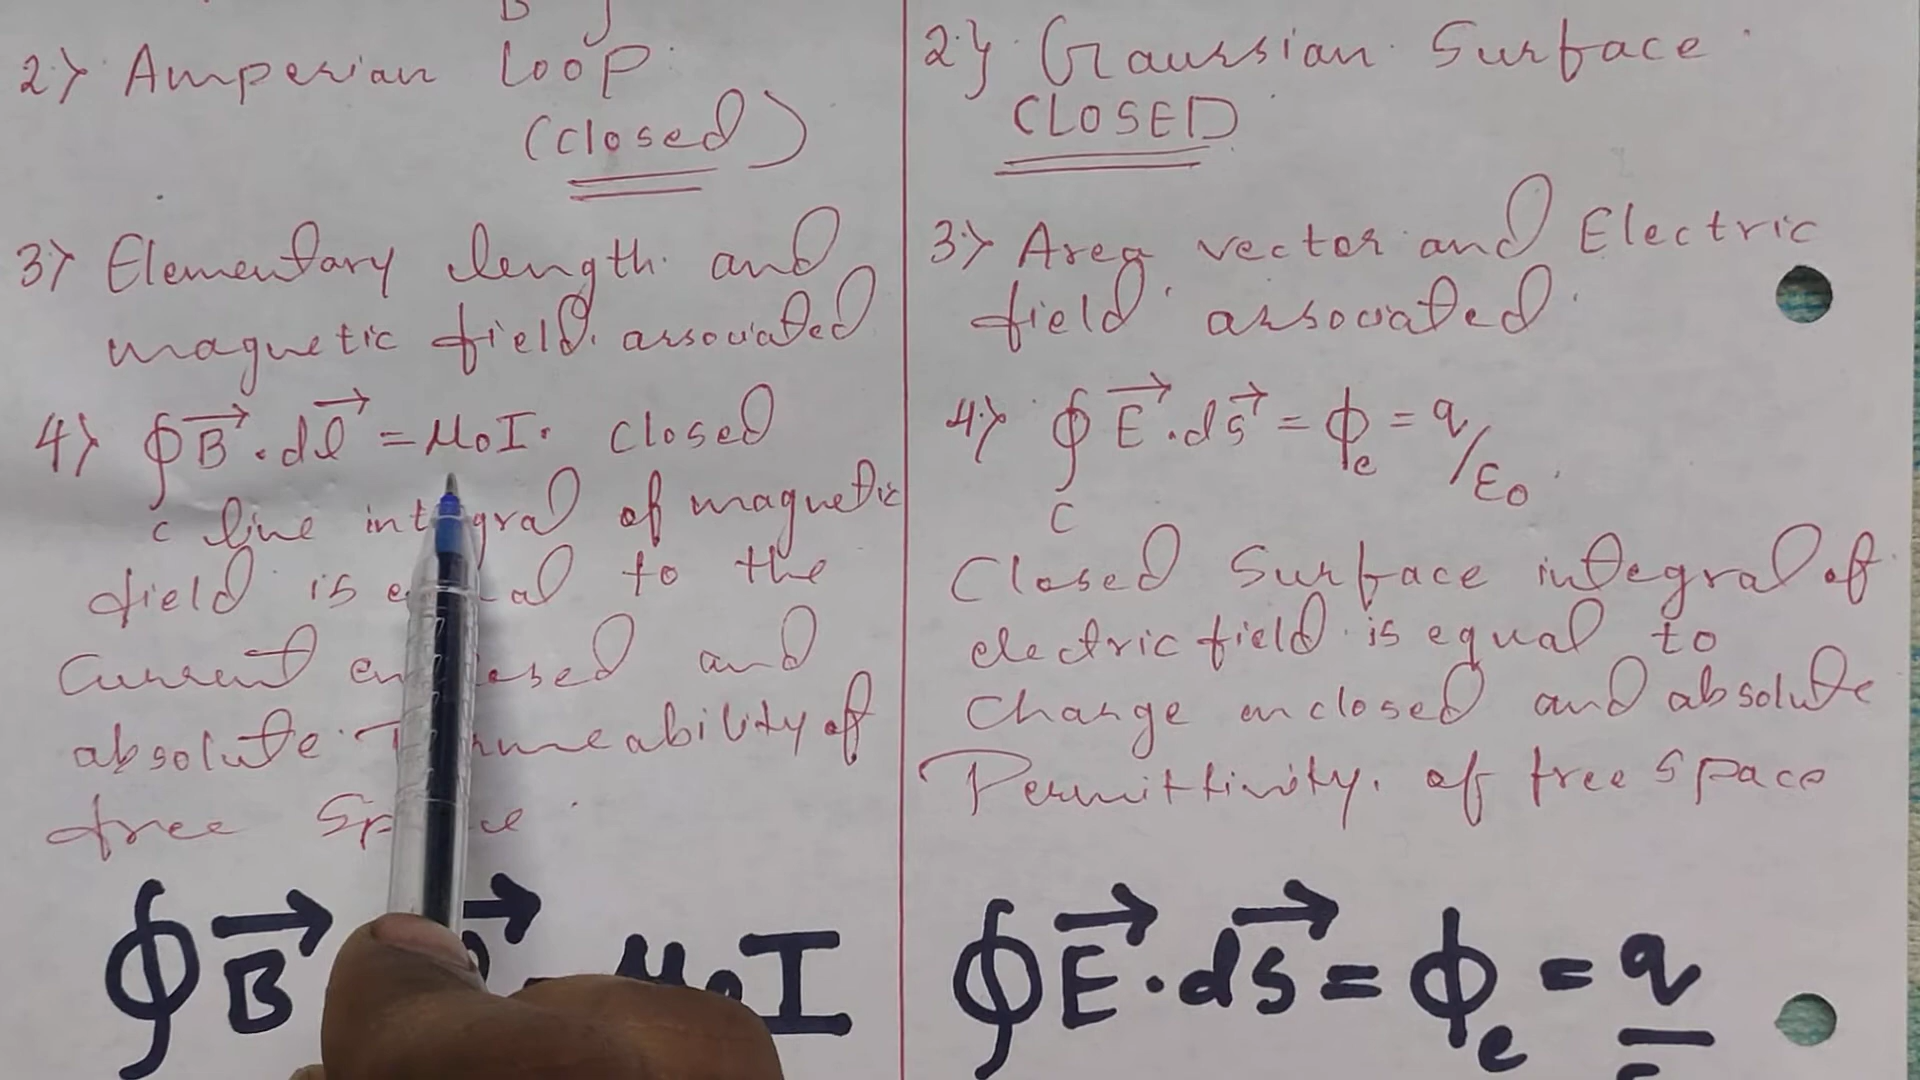 2) Amperian Loop
(closed)
3) Elementary length and
magnetic field associated
4) ∮ B⃗ . dl⃗ = μ₀I. closed
c line integral of magnetic
field is to the
current and
absolute of
free
∮ B⃗ μ₀I
2} Gaussian Surface
CLOSED
3) Area vector and Electric
field associated
4) ∮ E⃗ . ds⃗ = ϕe = q/ε₀
C
Closed Surface integral of
electric field is equal to
Charge enclosed and absolute
Permittivity. of free space
∮ E⃗ . ds⃗ = ϕe = q